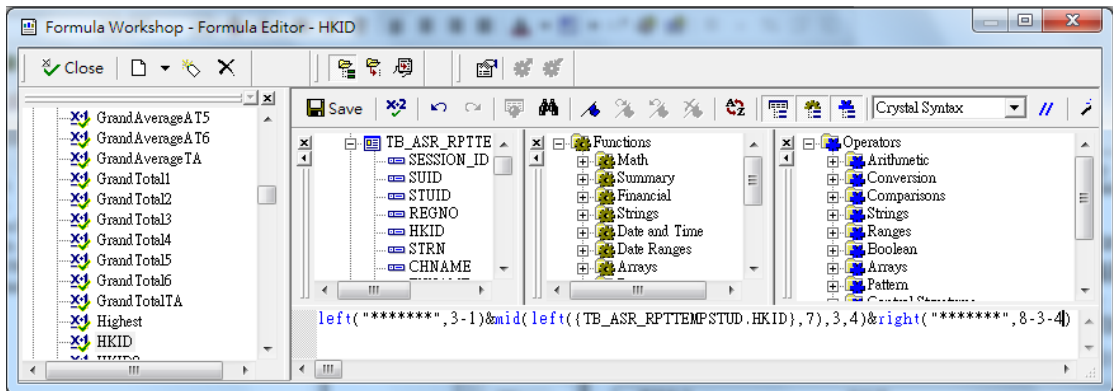 Formula Workshop - Formula Editor - HKID
Close
Save
Crystal Syntax
GrandAverageAT5
GrandAverageAT6
GrandAverageTA
GrandTotal1
GrandTotal2
GrandTotal3
GrandTotal4
GrandTotal5
GrandTotal6
GrandTotalTA
Highest
HKID
TB_ASR_RPTTE
SESSION_ID
SUID
STUID
REGNO
HKID
STRN
CHNAME
Functions
Math
Summary
Financial
Strings
Date and Time
Date Ranges
Arrays
Operators
Arithmetic
Conversion
Comparisons
Strings
Ranges
Boolean
Arrays
Pattern
left("*******",3-1)&mid(left({TB_ASR_RPTTEMPSTUD.HKID},7),3,4)&right("*******",8-3-4)